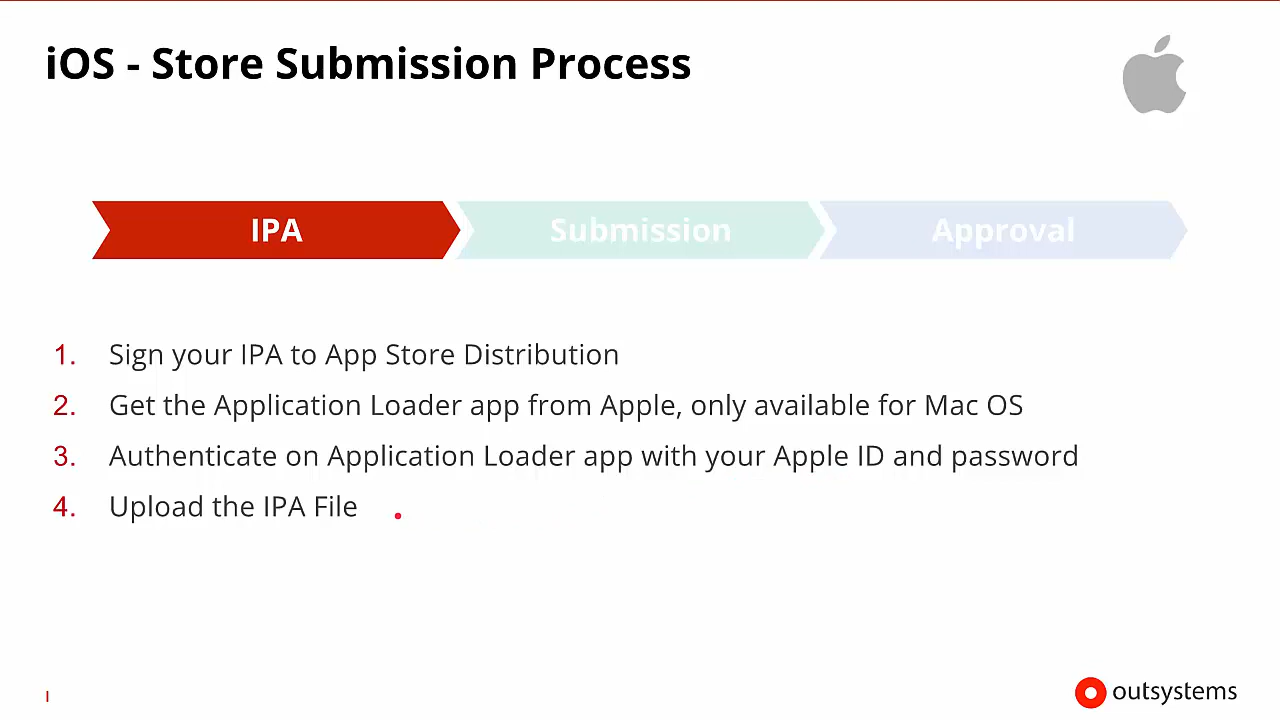 iOS - Store Submission Process
IPA
Submission
Approval
1. Sign your IPA to App Store Distribution
2. Get the Application Loader app from Apple, only available for Mac OS
3. Authenticate on Application Loader app with your Apple ID and password
4. Upload the IPA File
I
outsystems